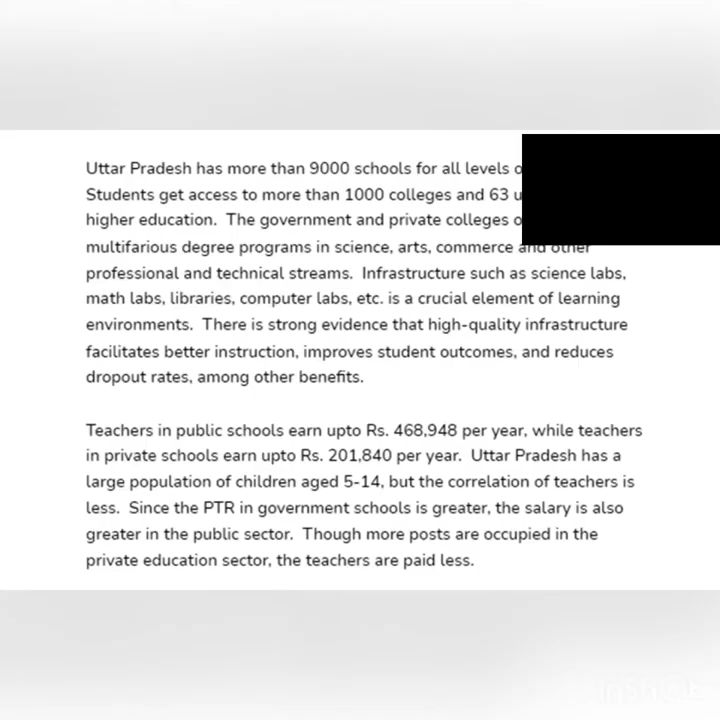 Uttar Pradesh has more than 9000 schools for all levels
Students get access to more than 1000 colleges and 63
higher education. The government and private colleges
multifarious degree programs in science, arts, commerce and other
professional and technical streams. Infrastructure such as science labs,
math labs, libraries, computer labs, etc. is a crucial element of learning
environments. There is strong evidence that high-quality infrastructure
facilitates better instruction, improves student outcomes, and reduces
dropout rates, among other benefits.
Teachers in public schools earn upto Rs. 468,948 per year, while teachers
in private schools earn upto Rs. 201,840 per year. Uttar Pradesh has a
large population of children aged 5-14, but the correlation of teachers is
less. Since the PTR in government schools is greater, the salary is also
greater in the public sector. Though more posts are occupied in the
private education sector, the teachers are paid less.